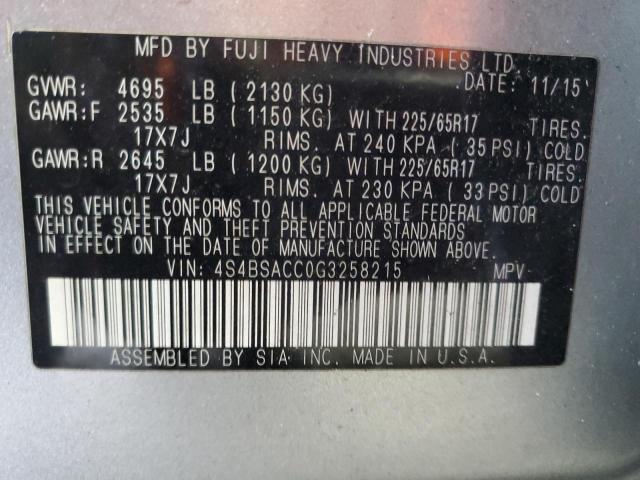 MFD BY FUJI HEAVY INDUSTRIES LTD.
DATE: 11/15
GVWR: 4695 LB ( 2130 KG)
GAWR:F 2535 LB ( 1150 KG) WITH 225/65R17 TIRES.
17X7J RIMS. AT 240 KPA ( 35 PSI) COLD
GAWR:R 2645 LB ( 1200 KG) WITH 225/65R17 TIRES.
17X7J RIMS. AT 230 KPA ( 33 PSI) COLD
THIS VEHICLE CONFORMS TO ALL APPLICABLE FEDERAL MOTOR
VEHICLE SAFETY AND THEFT PREVENTION STANDARDS
IN EFFECT ON THE DATE OF MANUFACTURE SHOWN ABOVE.
VIN: 4S4BSACC0G3258215 MPV
ASSEMBLED BY SIA INC. MADE IN U.S.A.